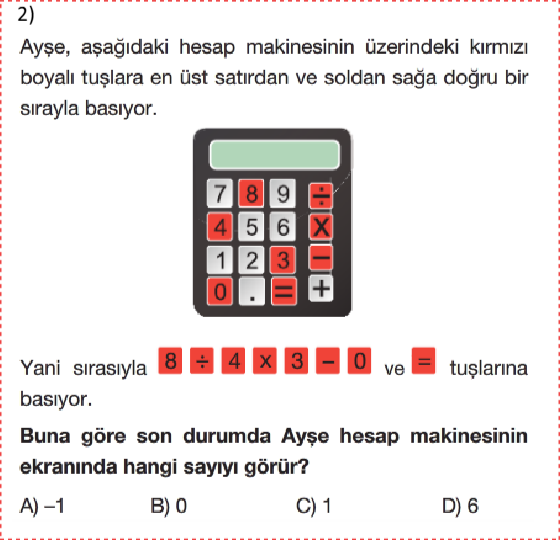 2)
Ayşe, aşağıdaki hesap makinesinin üzerindeki kırmızı
boyalı tuşlara en üst satırdan ve soldan sağa doğru bir
sırayla basıyor.
7 8 9 ÷
4 5 6 X
1 2 3 −
0 . = +
Yani sırasıyla 8 ÷ 4 x 3 − 0 ve = tuşlarına
basıyor.
Buna göre son durumda Ayşe hesap makinesinin
ekranında hangi sayıyı görür?
A) –1 B) 0 C) 1 D) 6